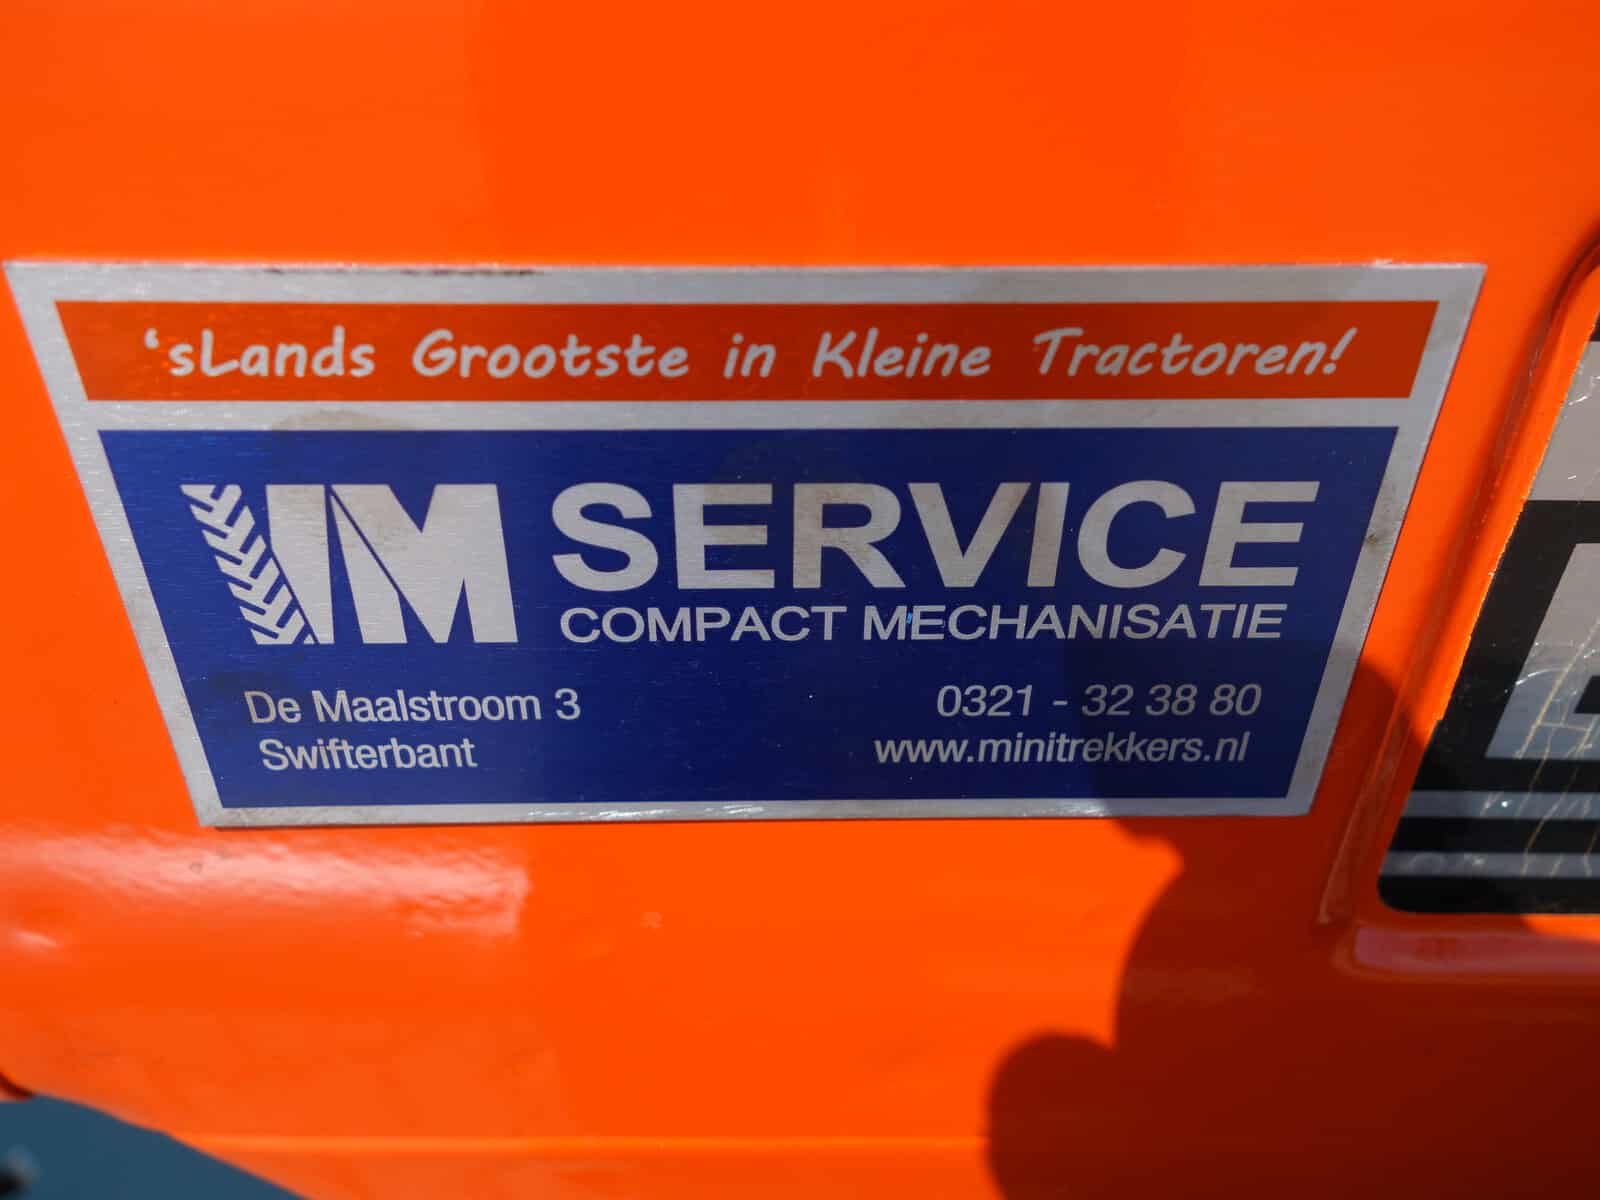 ‘sLands Grootste in Kleine Tractoren!
VM SERVICE
COMPACT MECHANISATIE
De Maalstroom 3
Swifterbant
0321 - 32 38 80
www.minitrekkers.nl